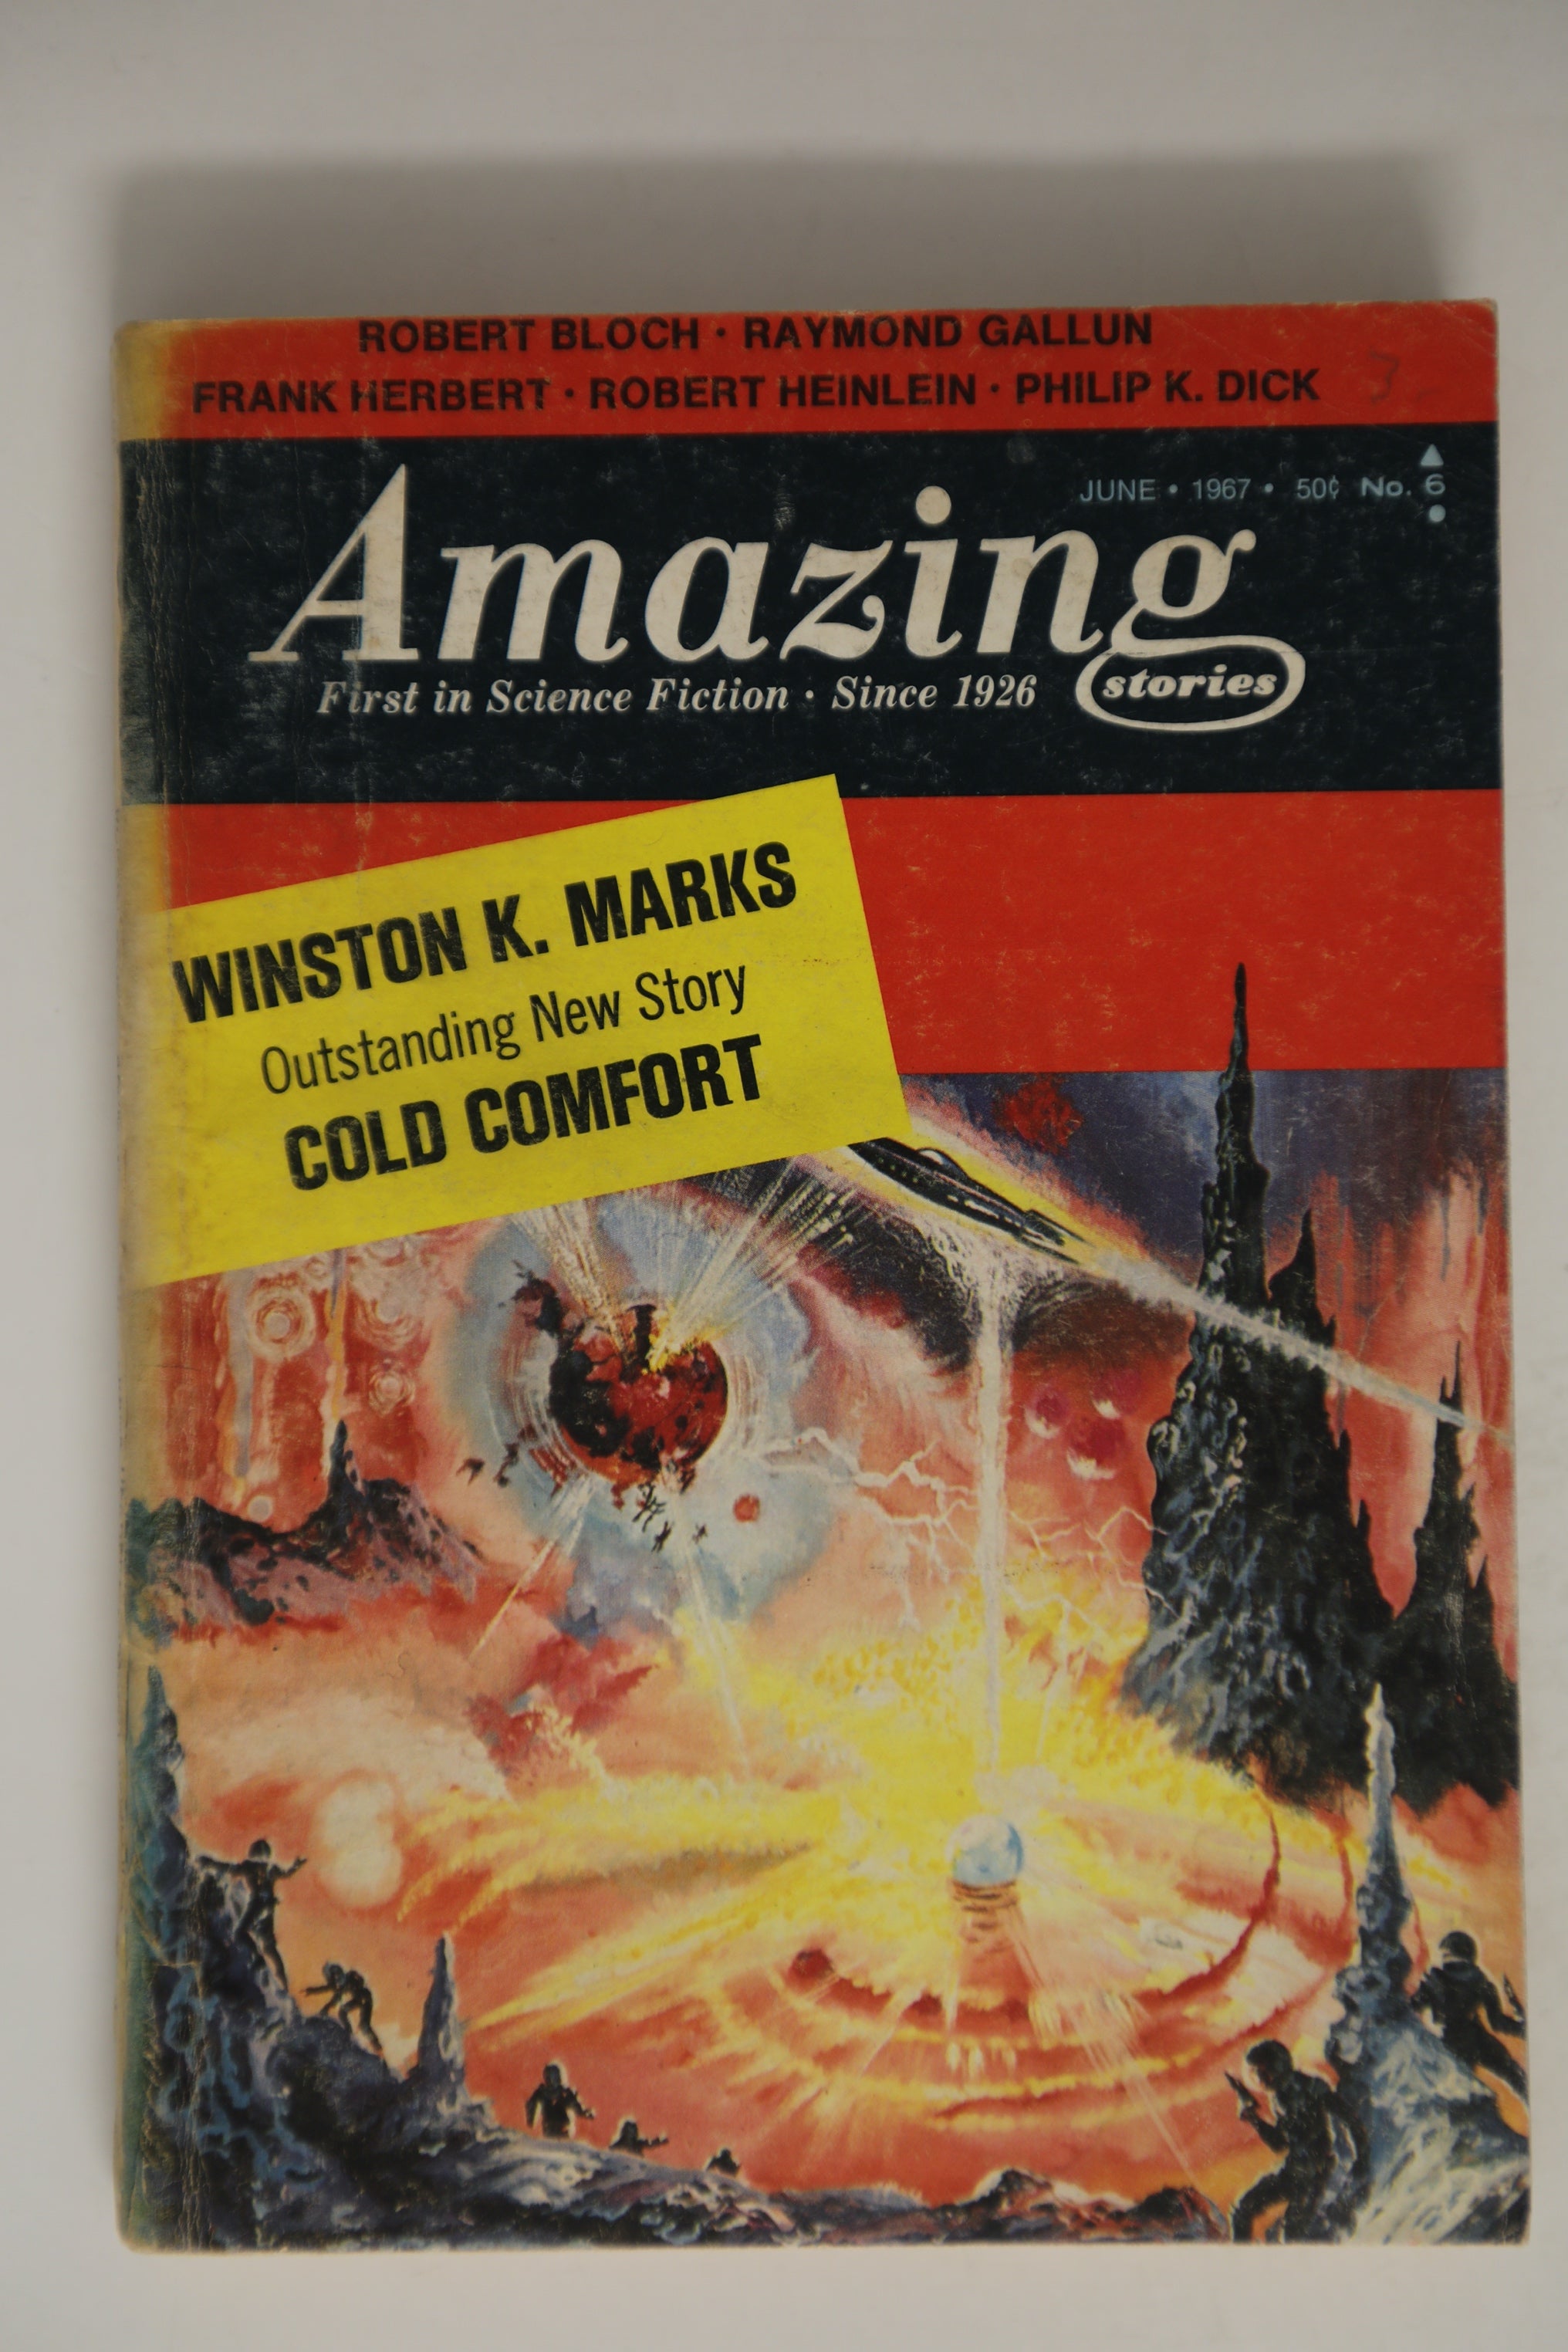 ROBERT BLOCH · RAYMOND GALLUN
FRANK HERBERT · ROBERT HEINLEIN · PHILIP K. DICK 3
JUNE • 1967 • 50¢ No. 6
Amazing
stories
First in Science Fiction · Since 1926
WINSTON K. MARKS
Outstanding New Story
COLD COMFORT